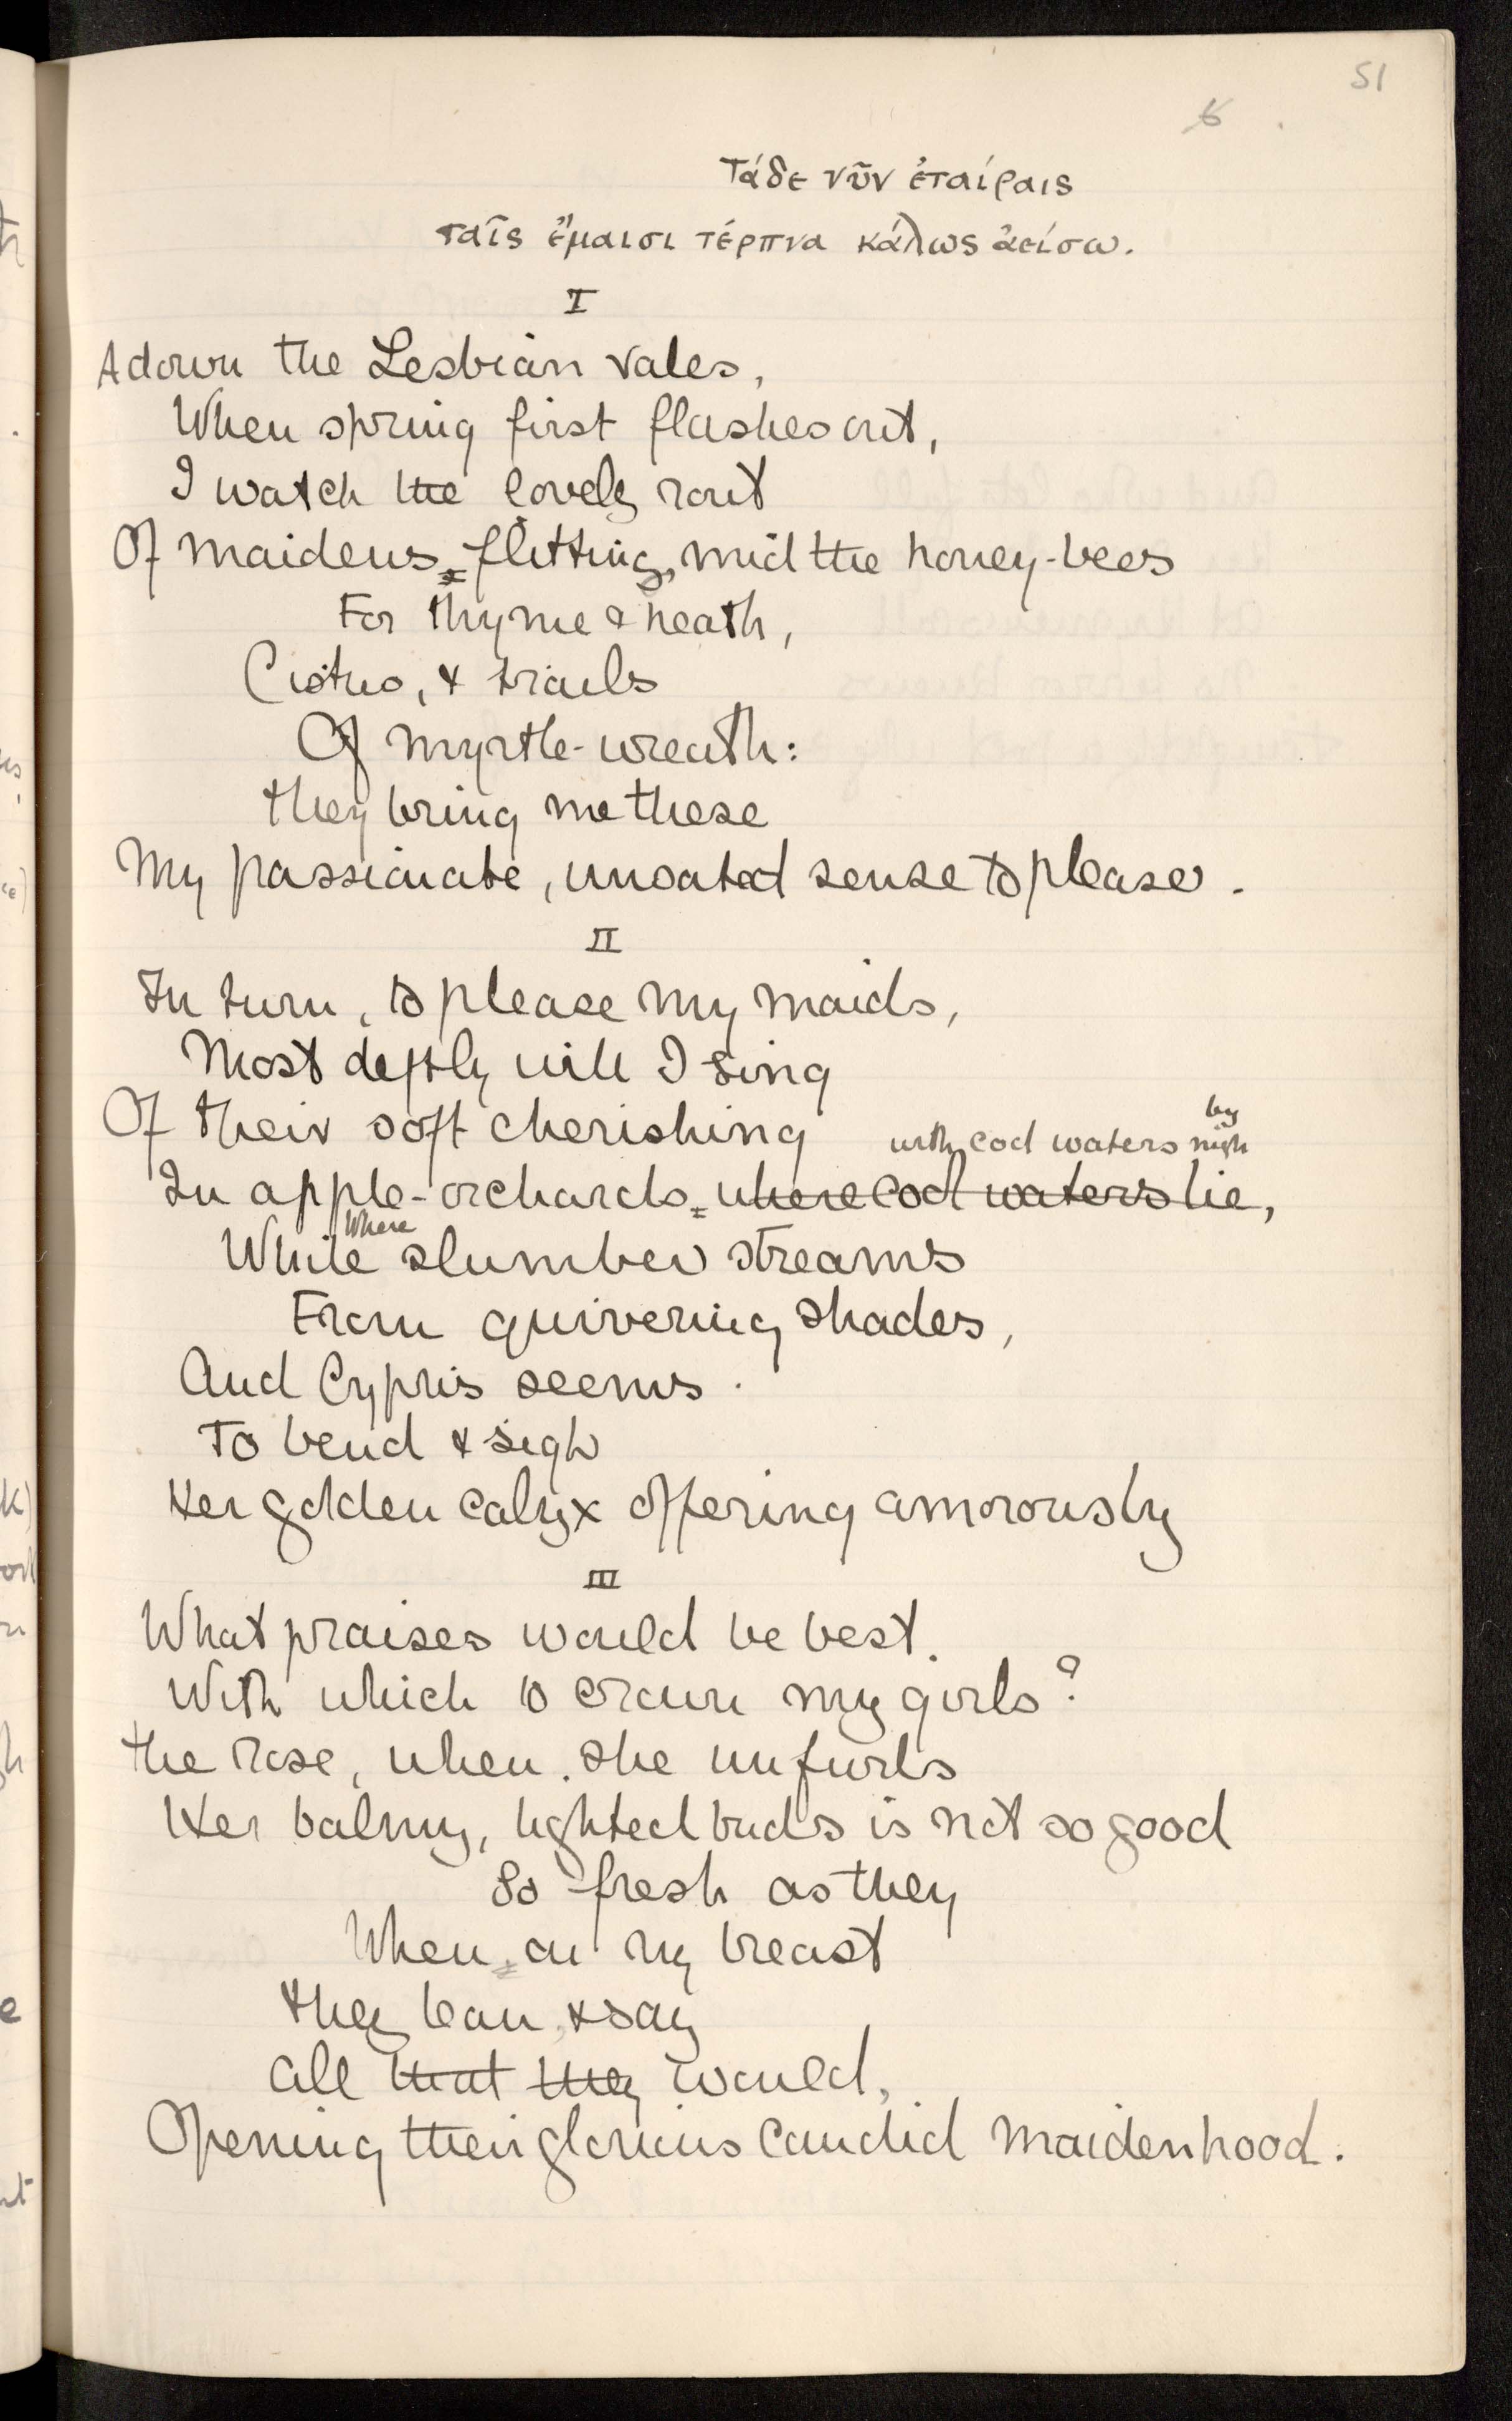 51
6
Τάδε νῦν ἐταίραις
ταῖς ἔμαισι τέρπνα κάλως ἀείσω.
I
Adown the Lesbian vales,
When spring first flashes out,
I watch the lovely rout
Of maidens flitting, mid the honey-bees
For thyme & heath,
Cistus, & trails
Of myrtle-wreath:
they bring me these
My passionate, unsated sense to please.
II
In turn, to please my maids,
Most deftly will I sing
Of their soft cherishing
by
with cool waters nigh
In apple-orchards where cool waters lie,
Where
While slumber streams
From quivering shades,
And Cypris seems
To bend & sigh
Her golden calyx offering amorously
III
What praises would be best
With which to crown my girls?
the rose, when she unfurls
Her balmy, lighted buds is not so good
So fresh as they
When on my breast
they lean, & say
All that they would,
Opening their glorious candid maidenhood.